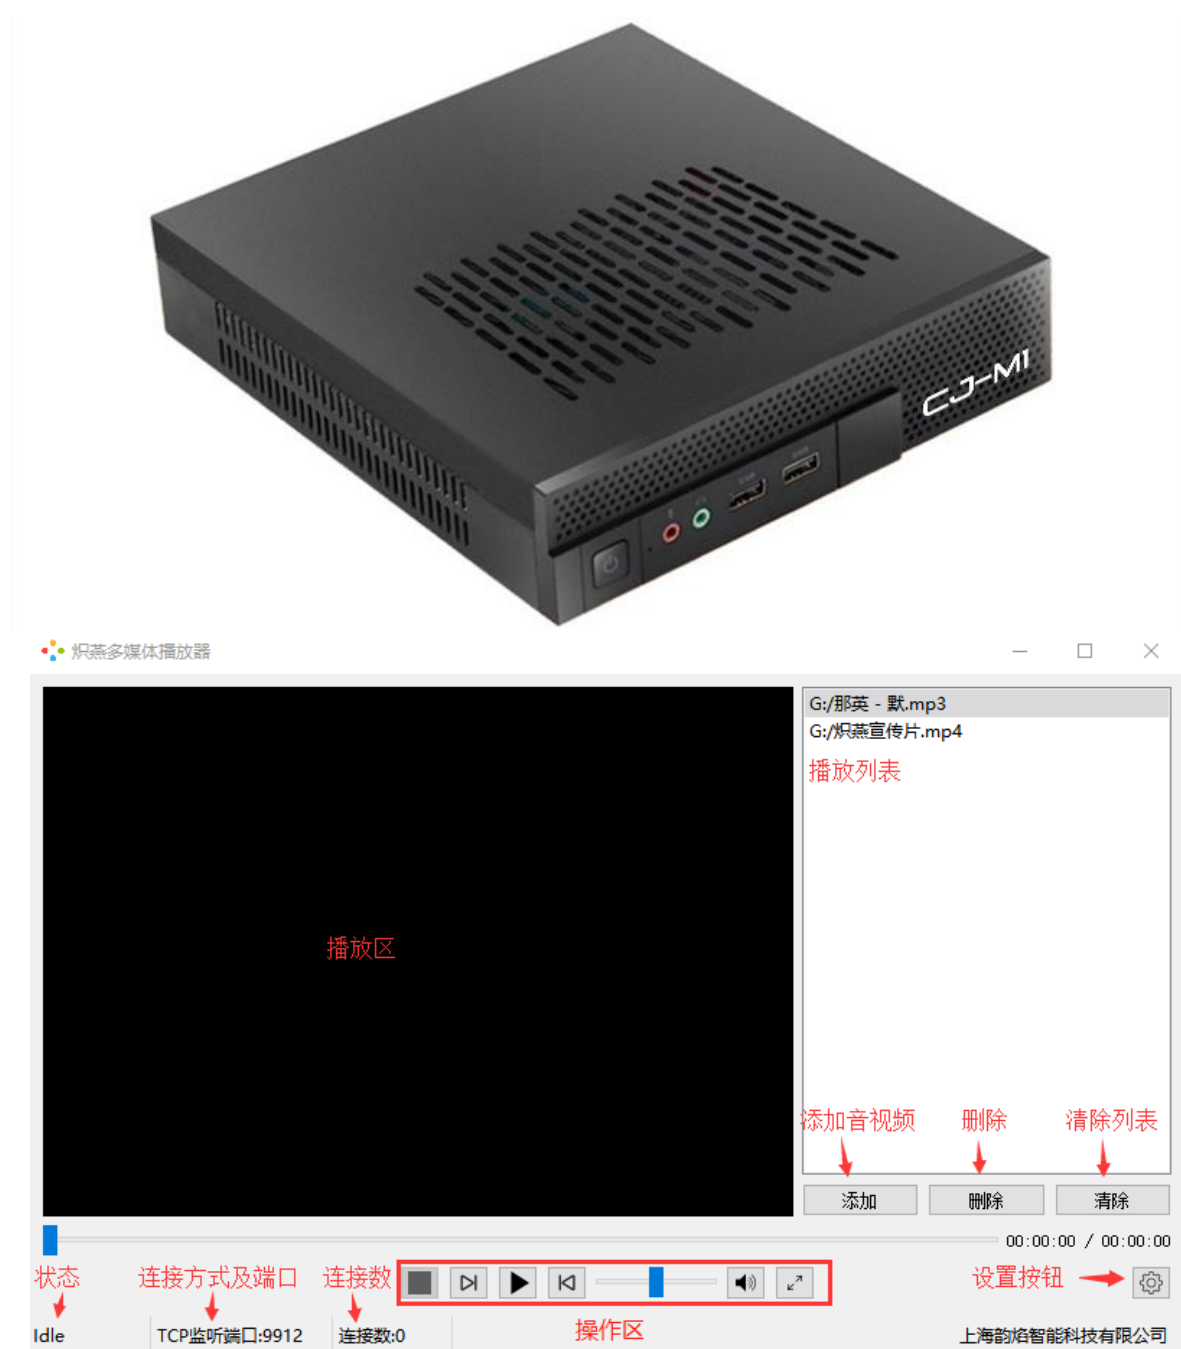 CJ-M1
炽燕多媒体播放器
G:/那英 - 默.mp3
G:/炽燕宣传片.mp4
播放列表
播放区
添加音视频 删除 清除列表
添加 删除 清除
00:00:00 / 00:00:00
状态 连接方式及端口 连接数 设置按钮
Idle TCP监听端口:9912 连接数:0 操作区 上海韵焰智能科技有限公司